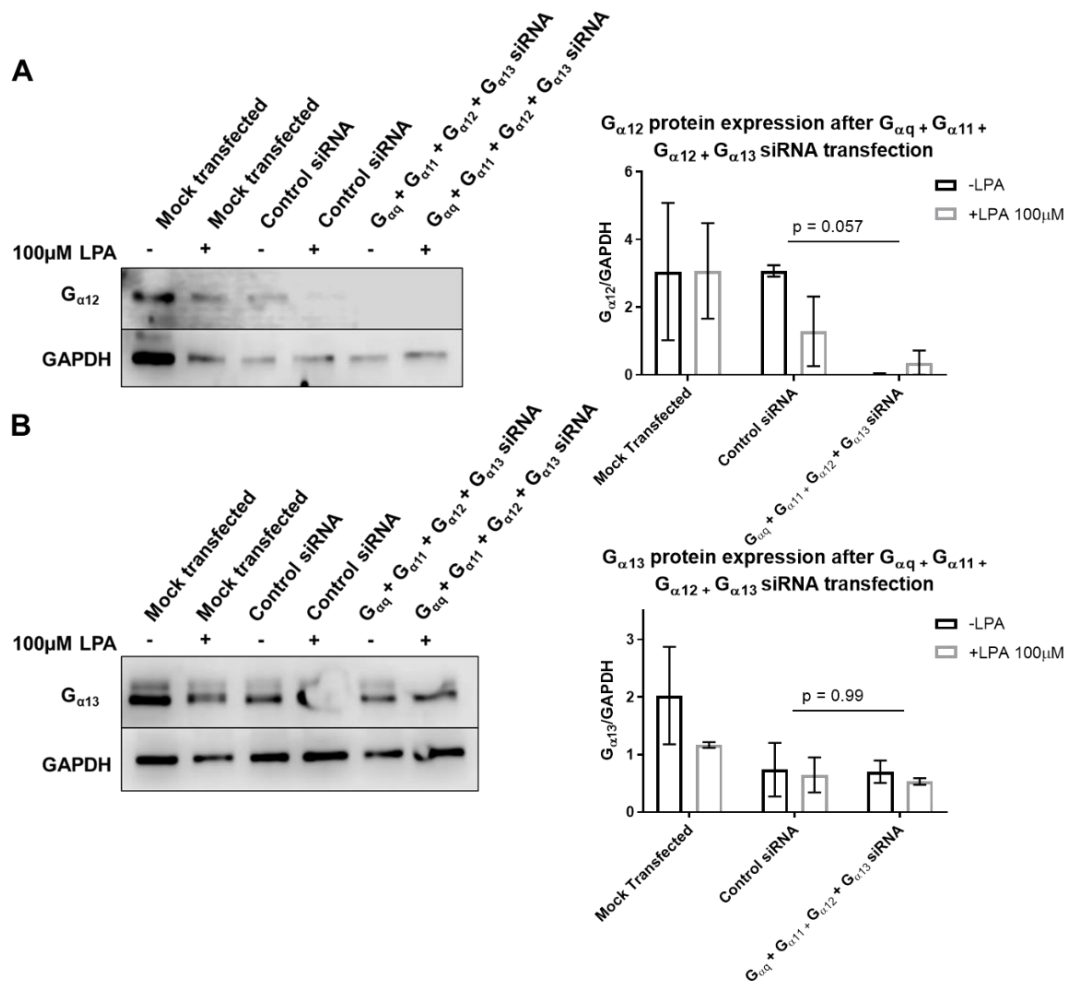 A
Mock transfected
Mock transfected
Control siRNA
Control siRNA
Gαq + Gα11 + Gα12 + Gα13 siRNA
Gαq + Gα11 + Gα12 + Gα13 siRNA
100µM LPA - + - + - +
Gα12
GAPDH
Gα12 protein expression after Gαq + Gα11 +
Gα12 + Gα13 siRNA transfection
Gα12/GAPDH
6
4
2
0
-LPA
+LPA 100µM
p = 0.057
Mock Transfected
Control siRNA
Gαq + Gα11 + Gα12 + Gα13 siRNA
B
Mock transfected
Mock transfected
Control siRNA
Control siRNA
Gαq + Gα11 + Gα12 + Gα13 siRNA
Gαq + Gα11 + Gα12 + Gα13 siRNA
100µM LPA - + - + - +
Gα13
GAPDH
Gα13 protein expression after Gαq + Gα11 +
Gα12 + Gα13 siRNA transfection
Gα13/GAPDH
3
2
1
0
-LPA
+LPA 100µM
p = 0.99
Mock Transfected
Control siRNA
Gαq + Gα11 + Gα12 + Gα13 siRNA